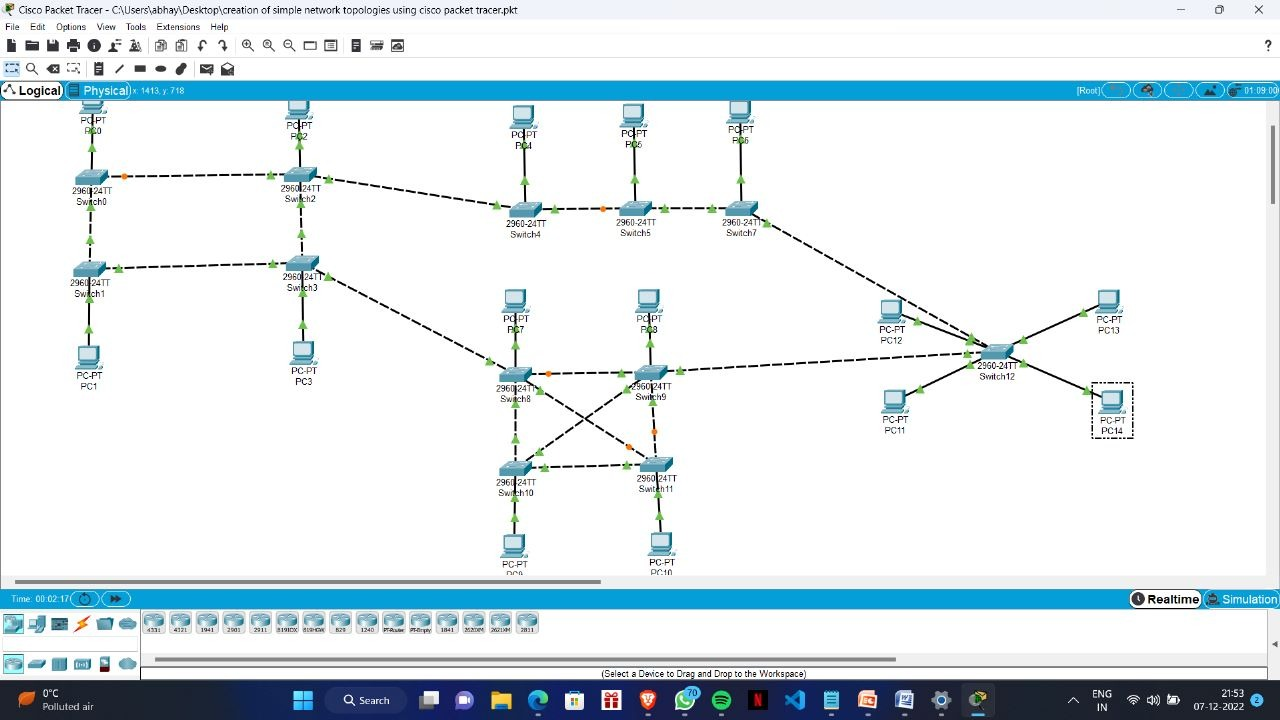 Cisco Packet Tracer - C:\Users\abhay\Desktop\creation of simple network topologies using cisco packet tracer.pkt
File Edit Options View Tools Extensions Help
?
Logical Physical x: 1413, y: 718 [Root] 01:09:00
PC-PT
PC0
PC-PT
PC2
PC-PT
PC4
PC-PT
PC5
PC-PT
PC6
2960-24TT
Switch0
2960-24TT
Switch2
2960-24TT
Switch4
2960-24TT
Switch5
2960-24TT
Switch7
2960-24TT
Switch1
2960-24TT
Switch3
PC-PT
PC7
PC-PT
PC8
PC-PT
PC12
PC-PT
PC13
PC-PT
PC1
PC-PT
PC3
2960-24TT
Switch8
2960-24TT
Switch9
2960-24TT
Switch12
PC-PT
PC11
PC-PT
PC14
2960-24TT
Switch10
2960-24TT
Switch11
PC-PT
PC9
PC-PT
PC10
Time: 00:02:17 Realtime Simulation
4331 4321 1941 2901 2911 819IOX 819HGW 829 1240 PT-Router PT-Empty 1841 2620XM 2621XM 2811
(Select a Device to Drag and Drop to the Workspace)
0°C
Polluted air
Search
70
ENG
IN
21:53
07-12-2022
2